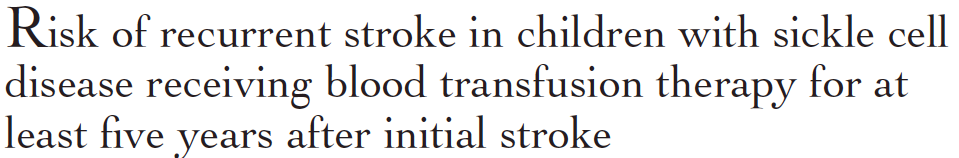 Risk of recurrent stroke in children with sickle cell
disease receiving blood transfusion therapy for at
least five years after initial stroke